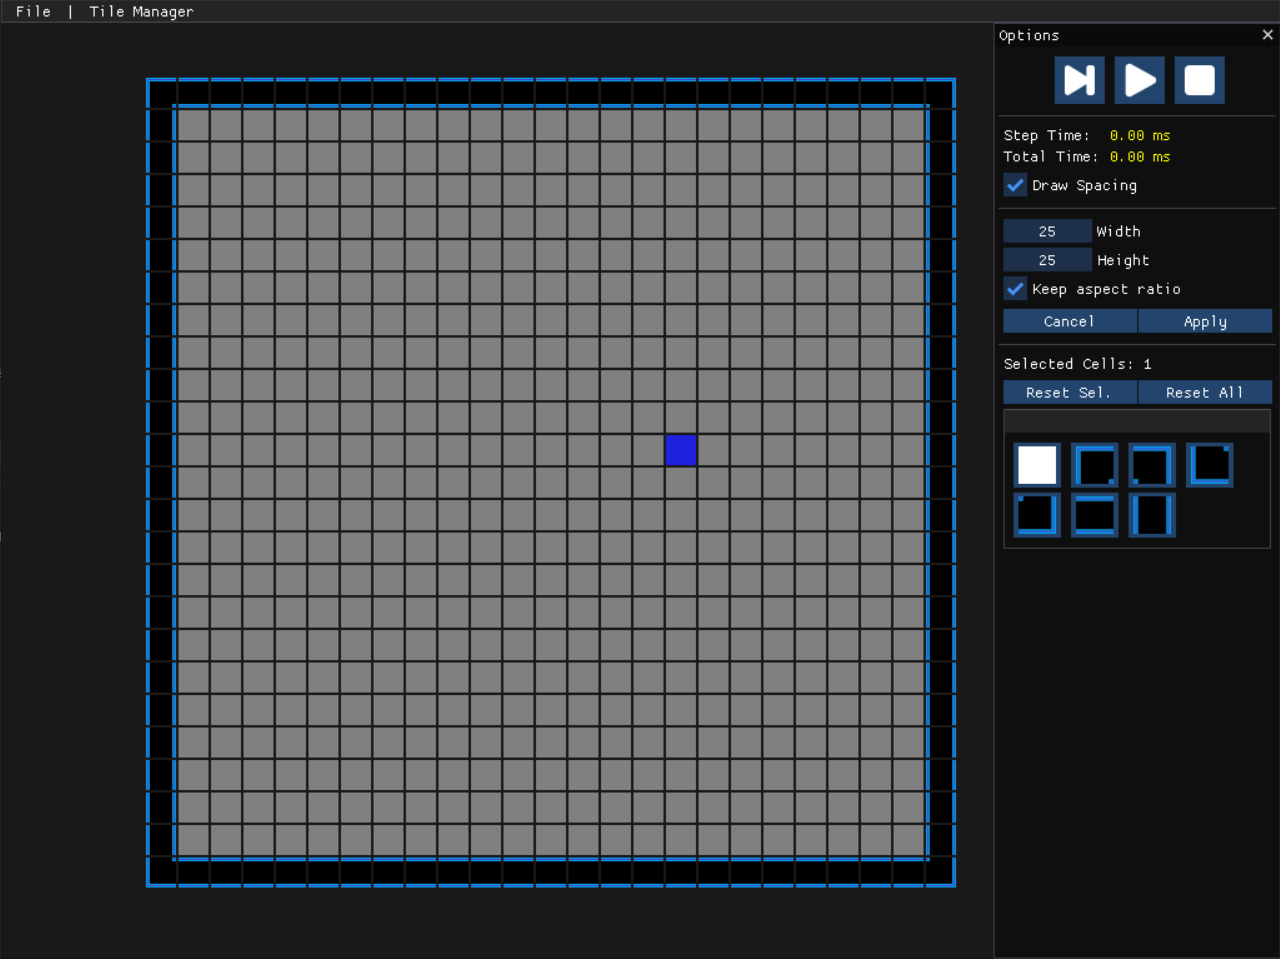 File | Tile Manager
Options
Step Time: 0.00 ms
Total Time: 0.00 ms
Draw Spacing
25 Width
25 Height
Keep aspect ratio
Cancel Apply
Selected Cells: 1
Reset Sel. Reset All